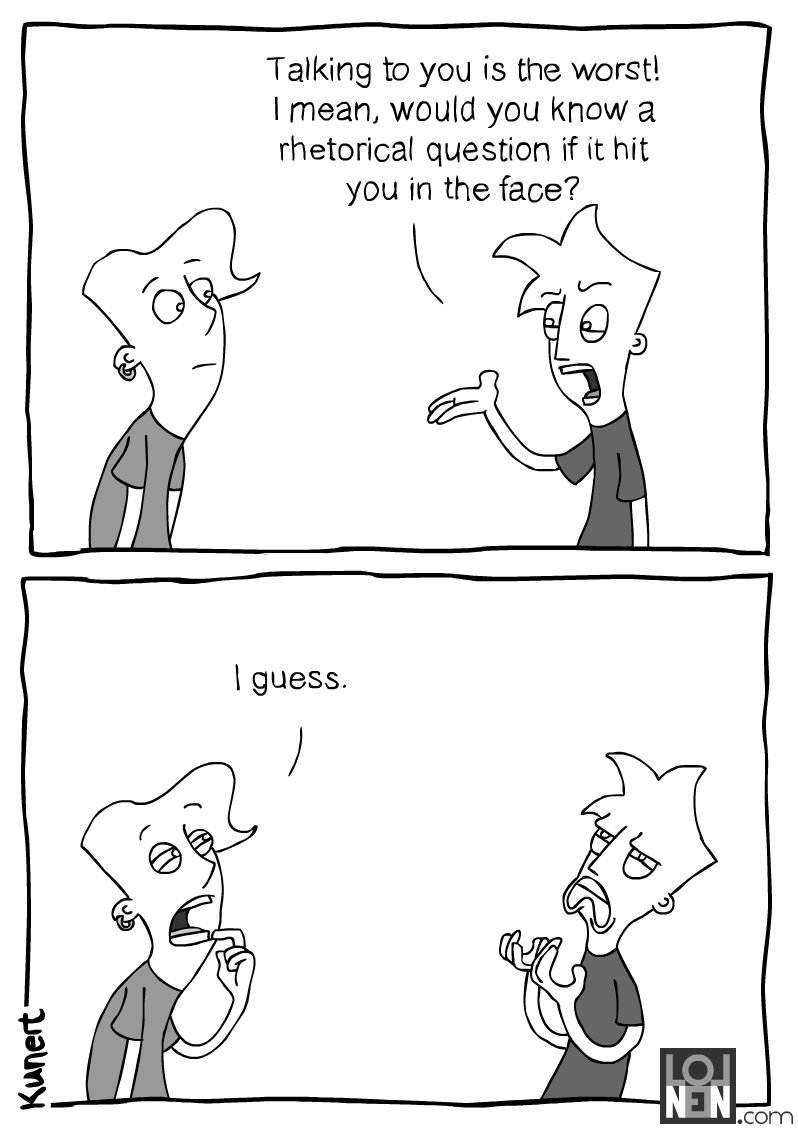 Talking to you is the worst!
I mean, would you know a
rhetorical question if it hit
you in the face?
I guess.
Kunert
LOL
NEN
.com